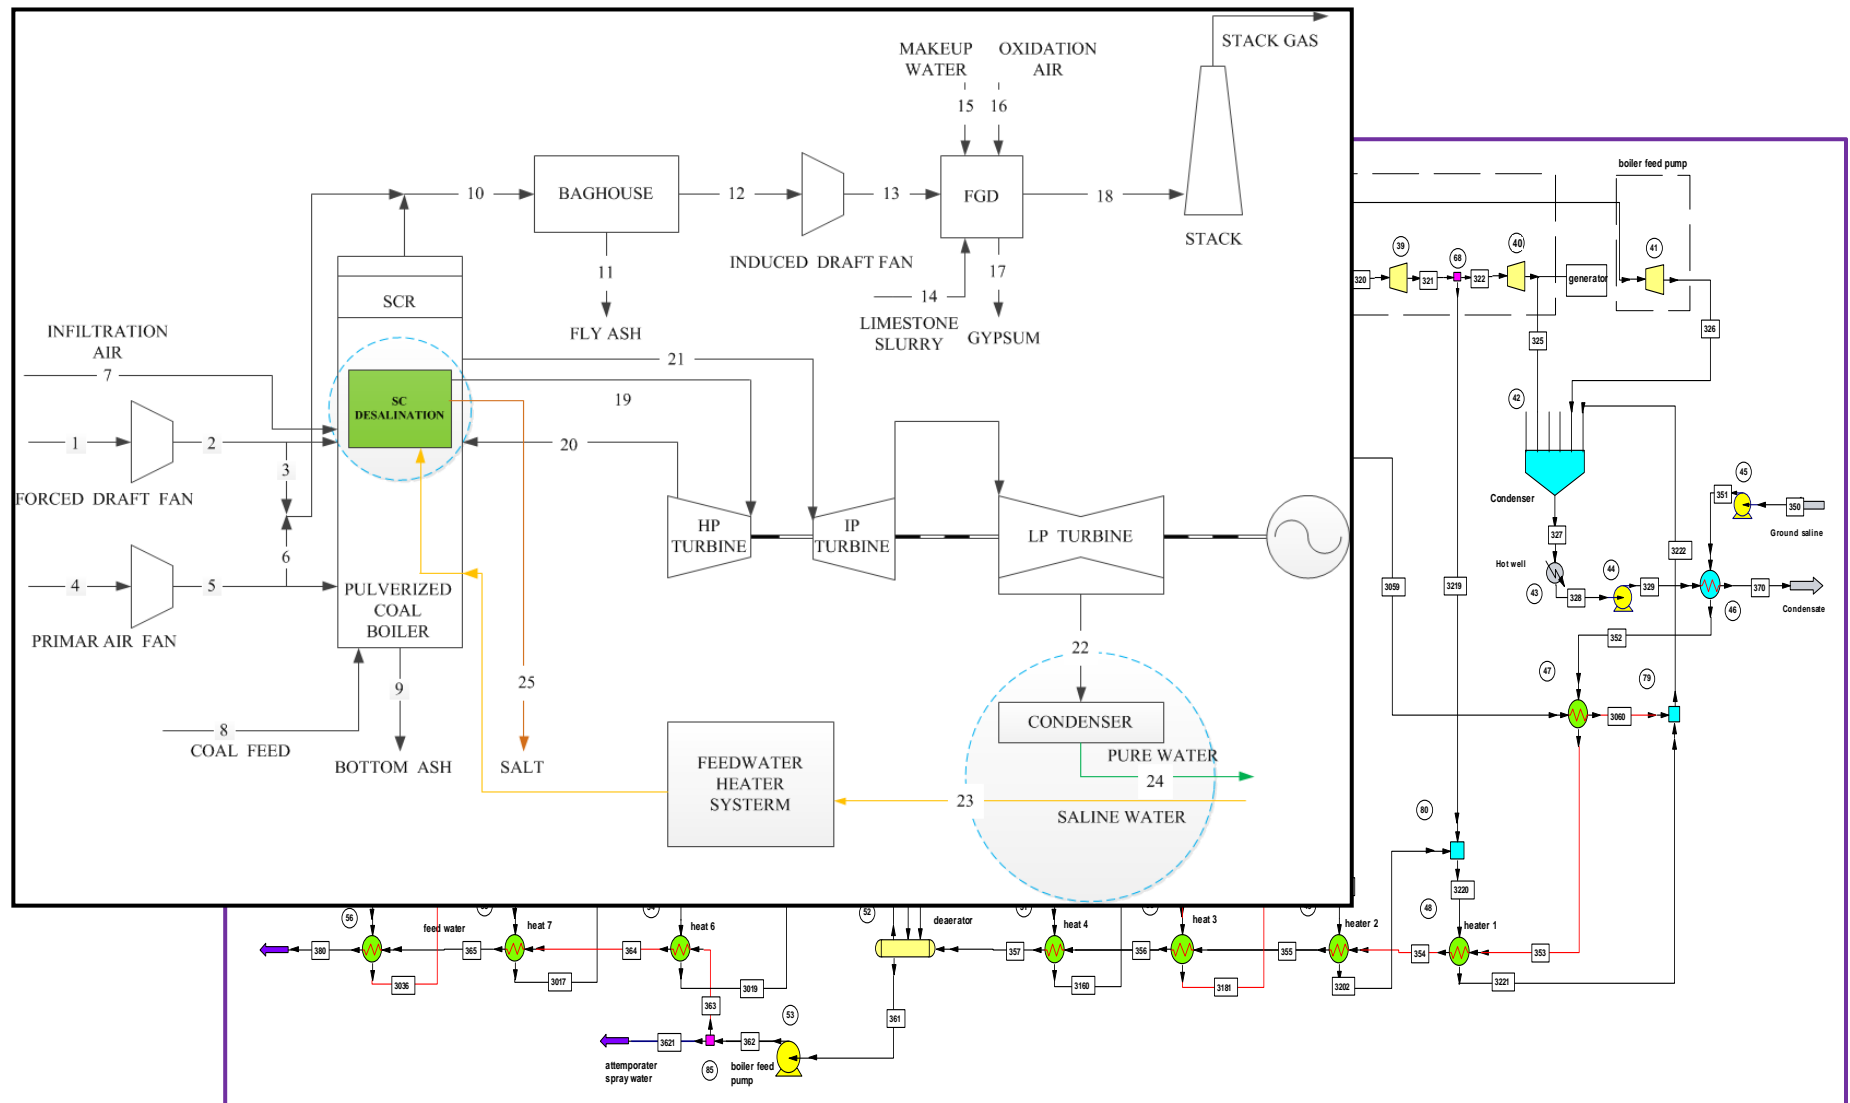 STACK GAS
MAKEUP
WATER
OXIDATION
AIR
15
16
10
BAGHOUSE
12
13
FGD
18
STACK
INDUCED DRAFT FAN
11
FLY ASH
14
LIMESTONE
SLURRY
17
GYPSUM
SCR
INFILTRATION
AIR
7
21
19
SC
DESALINATION
1
2
3
20
FORCED DRAFT FAN
6
4
5
PRIMAR AIR FAN
PULVERIZED
COAL
BOILER
HP
TURBINE
IP
TURBINE
LP TURBINE
22
9
25
8
COAL FEED
BOTTOM ASH
SALT
FEEDWATER
HEATER
SYSTERM
CONDENSER
PURE WATER
24
23
SALINE WATER
boiler feed pump
39
68
40
41
320
321
322
generator
325
326
42
Condenser
45
351
350
Ground saline
327
Hot well
3222
44
43
328
329
370
46
Condensate
3059
3219
352
47
79
3060
80
3220
48
56
feed water
heat 7
heat 6
52
deaerator
heat 4
heat 3
heater 2
heater 1
380
365
364
357
356
355
354
353
3036
3017
3019
3160
3181
3202
3221
363
53
361
3621
362
attemporater
spray water
85
boiler feed
pump